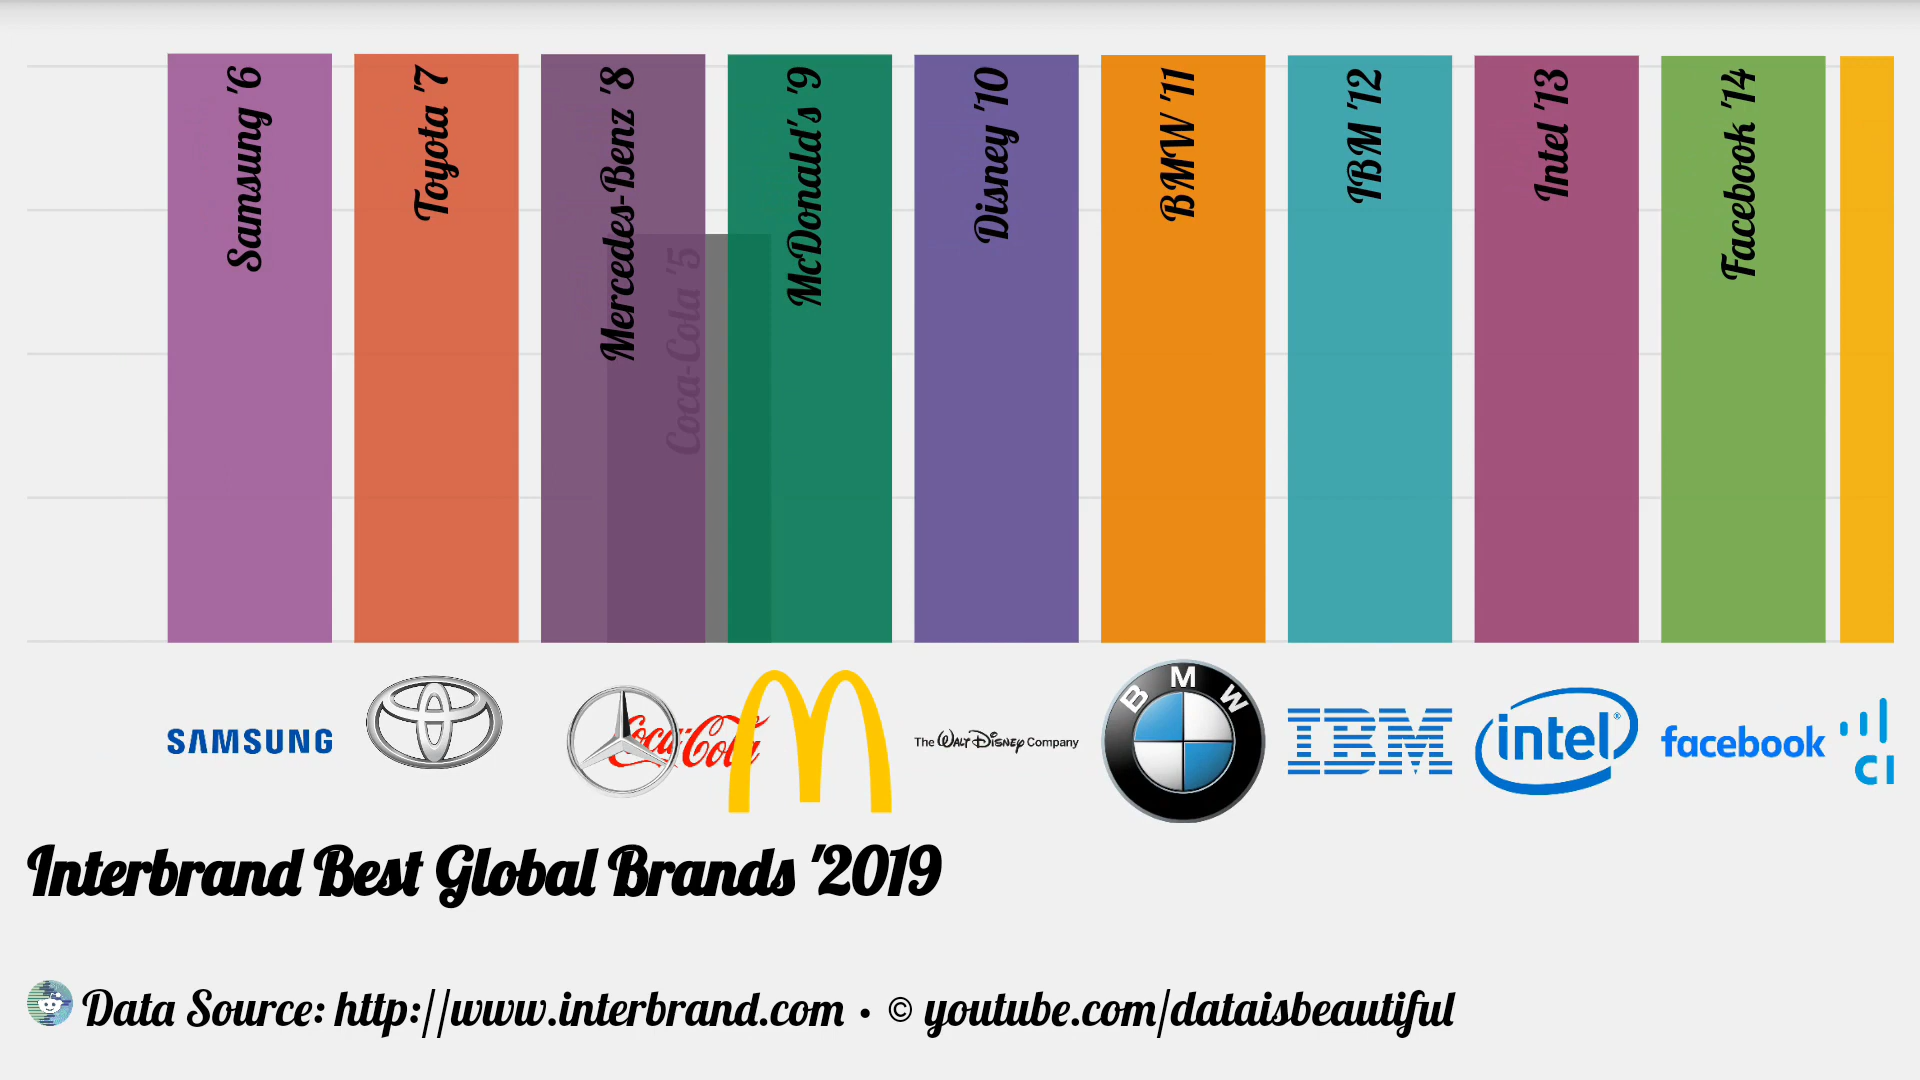 Samsung '6
Toyota '7
Mercedes-Benz '8
Coca-Cola '5
McDonald's '9
Disney '10
BMW '11
IBM '12
Intel '13
Facebook '14
SAMSUNG
Coca-Cola
The WALT DISNEY Company
BMW
IBM
intel®
facebook
CI
Interbrand Best Global Brands '2019
Data Source: http://www.interbrand.com • © youtube.com/dataisbeautiful